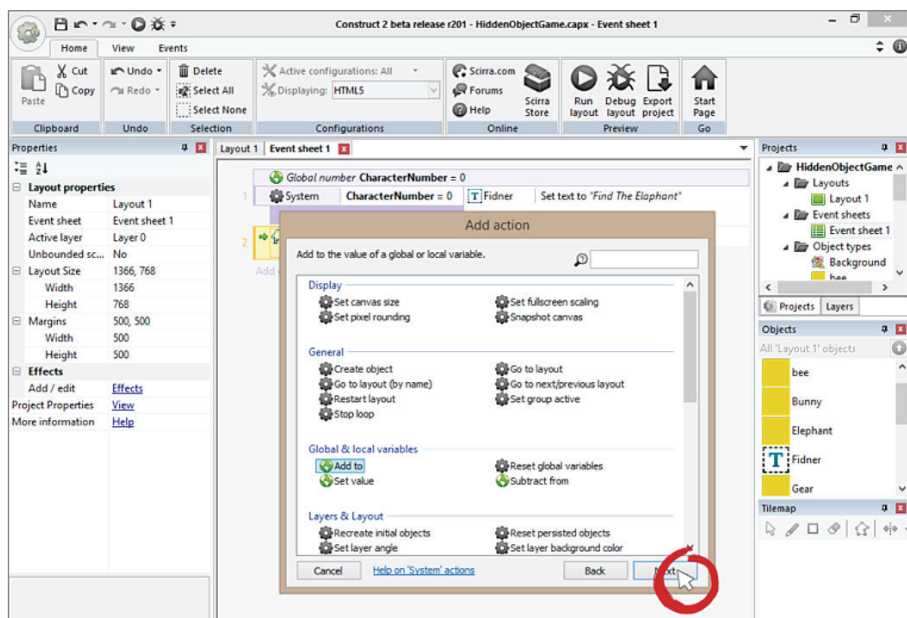 Construct 2 beta release r201 - HiddenObjectGame.capx - Event sheet 1
Home View Events
Paste Cut Copy Undo Redo Delete Select All Select None Active configurations: All Displaying: HTML5 Scirra.com Forums Help Scirra Store Run layout Debug layout Export project Start Page
Clipboard Undo Selection Configurations Online Preview Go
Properties
Layout properties
Name Layout 1
Event sheet Event sheet 1
Active layer Layer 0
Unbounded sc... No
Layout Size 1366, 768
Width 1366
Height 768
Margins 500, 500
Width 500
Height 500
Effects
Add / edit Effects
Project Properties View
More information Help
Layout 1 Event sheet 1
Global number CharacterNumber = 0
1 System CharacterNumber = 0 T Fidner Set text to "Find The Elaphant"
2
Add
Add action
Add to the value of a global or local variable.
Display
Set canvas size Set fullscreen scaling
Set pixel rounding Snapshot canvas
General
Create object Go to layout
Go to layout (by name) Go to next/previous layout
Restart layout Set group active
Stop loop
Global & local variables
Add to Reset global variables
Set value Subtract from
Layers & Layout
Recreate initial objects Reset persisted objects
Set layer angle Set layer background color
Cancel Help on 'System' actions Back Next
Projects
HiddenObjectGame
Layouts
Layout 1
Event sheets
Event sheet 1
Object types
Background
bee
Projects Layers
Objects
All 'Layout 1' objects
bee
Bunny
Elephant
T Fidner
Gear
Tilemap